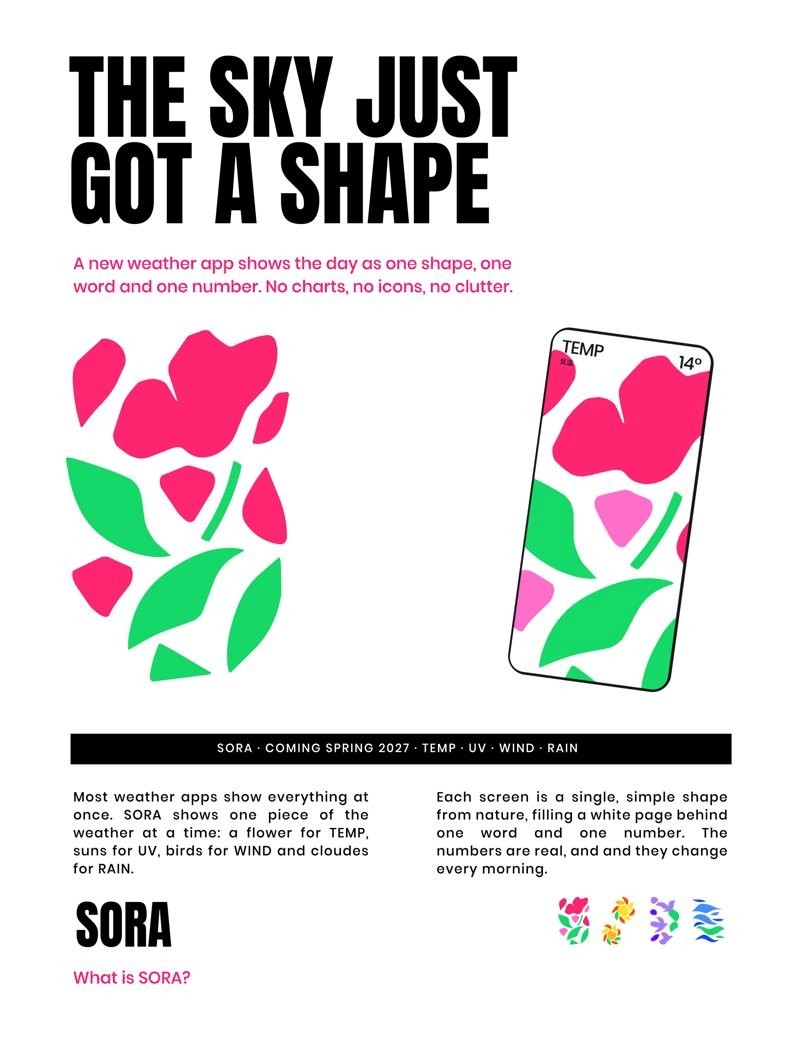 THE SKY JUST
GOT A SHAPE
A new weather app shows the day as one shape, one
word and one number. No charts, no icons, no clutter.
TEMP
14º
SORA · COMING SPRING 2027 · TEMP · UV · WIND · RAIN
Most weather apps show everything at
once. SORA shows one piece of the
weather at a time: a flower for TEMP,
suns for UV, birds for WIND and cloudes
for RAIN.
Each screen is a single, simple shape
from nature, filling a white page behind
one word and one number. The
numbers are real, and and they change
every morning.
SORA
What is SORA?